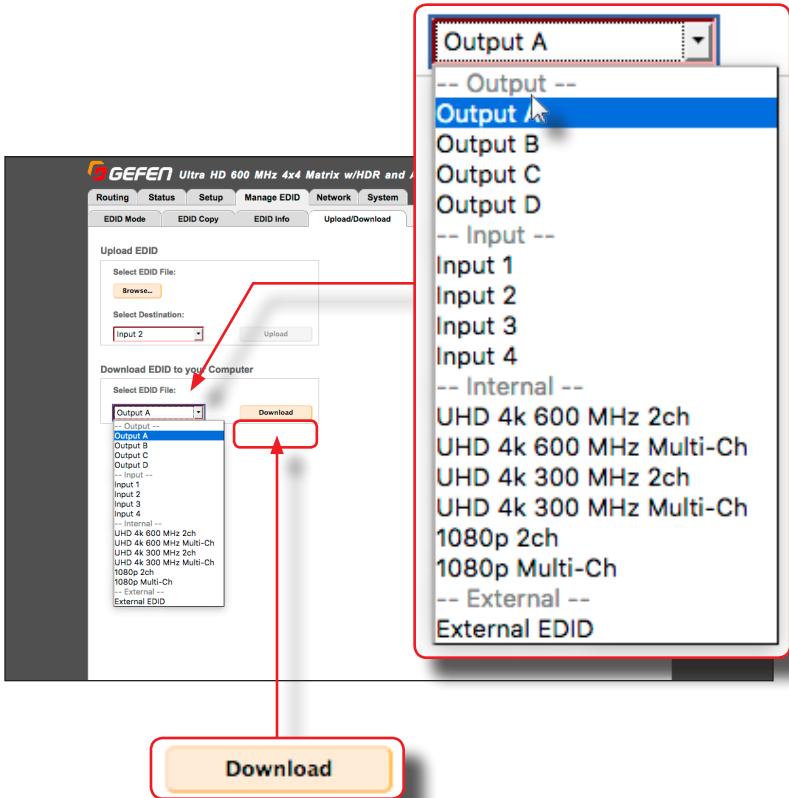 Output A
-- Output --
Output A
Output B
Output C
Output D
-- Input --
Input 1
Input 2
Input 3
Input 4
-- Internal --
UHD 4k 600 MHz 2ch
UHD 4k 600 MHz Multi-Ch
UHD 4k 300 MHz 2ch
UHD 4k 300 MHz Multi-Ch
1080p 2ch
1080p Multi-Ch
-- External --
External EDID
GEFEN Ultra HD 600 MHz 4x4 Matrix w/HDR and
Routing Status Setup Manage EDID Network System
EDID Mode EDID Copy EDID Info Upload/Download
Upload EDID
Select EDID File:
Browse...
Select Destination:
Input 2 Upload
Download EDID to your Computer
Select EDID File:
Output A Download
-- Output --
Output A
Output B
Output C
Output D
-- Input --
Input 1
Input 2
Input 3
Input 4
-- Internal --
UHD 4k 600 MHz 2ch
UHD 4k 600 MHz Multi-Ch
UHD 4k 300 MHz 2ch
UHD 4k 300 MHz Multi-Ch
1080p 2ch
1080p Multi-Ch
-- External --
External EDID
Download